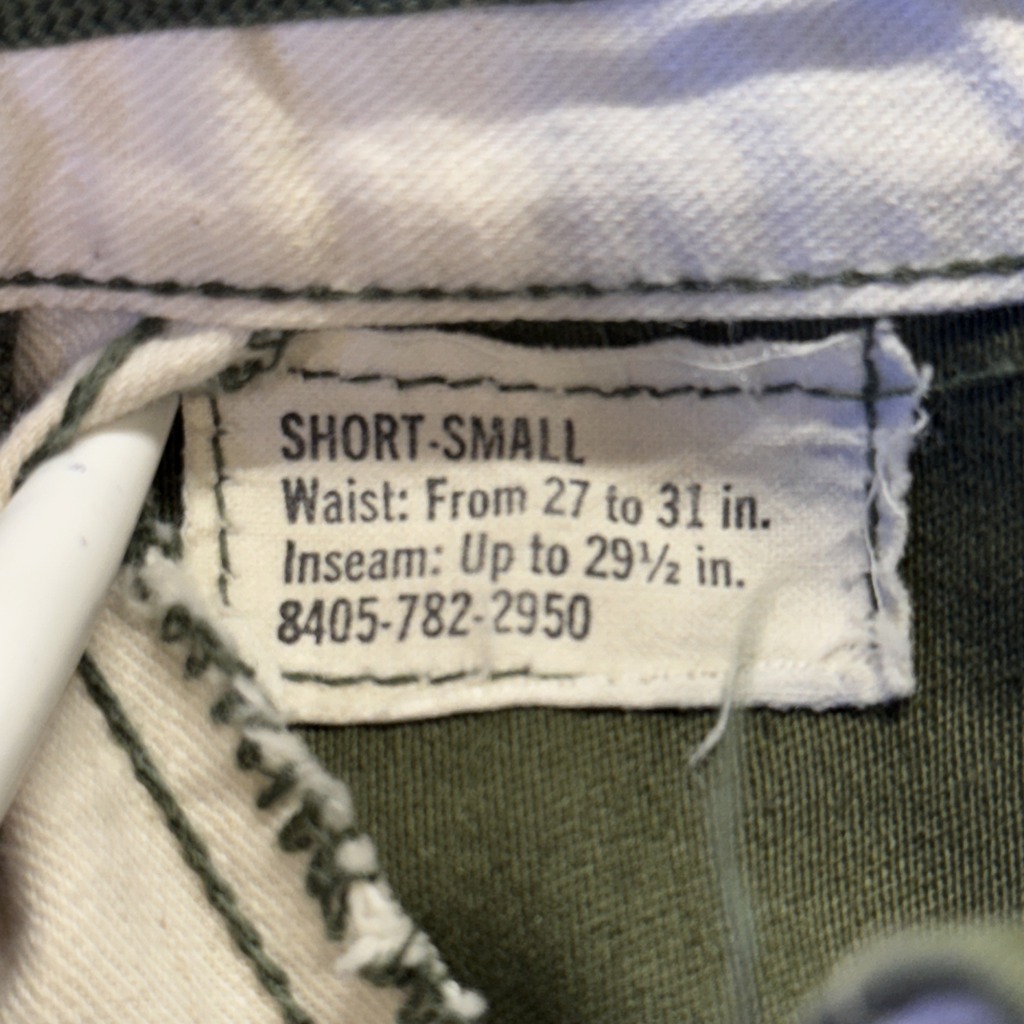 SHORT-SMALL
Waist: From 27 to 31 in.
Inseam: Up to 29½ in.
8405-782-2950